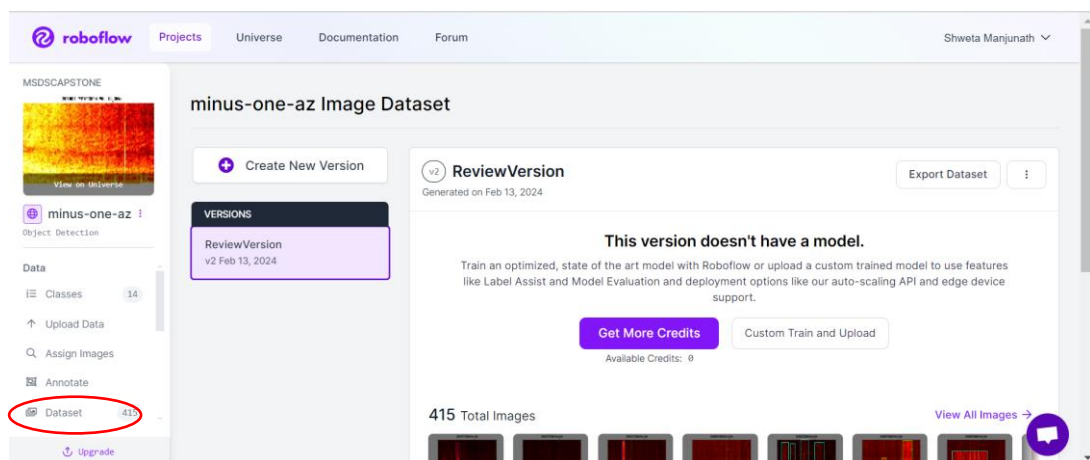 roboflow
Projects
Universe
Documentation
Forum
Shweta Manjunath
MSDSCAPSTONE
View on Universe
minus-one-az
Object Detection
Data
Classes 14
Upload Data
Assign Images
Annotate
Dataset 415
Upgrade
minus-one-az Image Dataset
Create New Version
VERSIONS
ReviewVersion
v2 Feb 13, 2024
v2 ReviewVersion
Generated on Feb 13, 2024
Export Dataset
This version doesn't have a model.
Train an optimized, state of the art model with Roboflow or upload a custom trained model to use features
like Label Assist and Model Evaluation and deployment options like our auto-scaling API and edge device
support.
Get More Credits
Custom Train and Upload
Available Credits: 0
415 Total Images
View All Images →